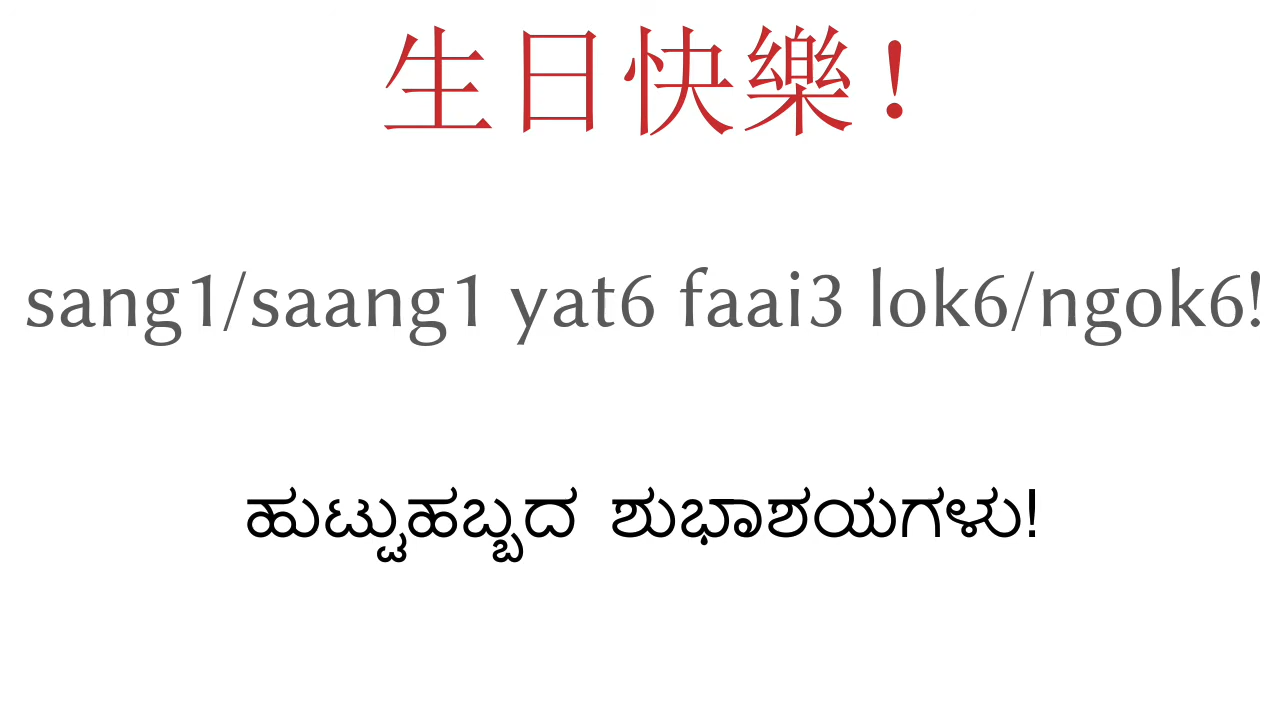 生日快樂！
sang1/saang1 yat6 faai3 lok6/ngok6!
ಹುಟ್ಟುಹಬ್ಬದ ಶುಭಾಶಯಗಳು!